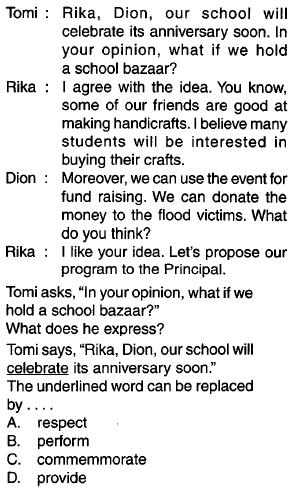 Tomi : Rika, Dion, our school will
celebrate its anniversary soon. In
your opinion, what if we hold
a school bazaar?
Rika : I agree with the idea. You know,
some of our friends are good at
making handicrafts. I believe many
students will be interested in
buying their crafts.
Dion : Moreover, we can use the event for
fund raising. We can donate the
money to the flood victims. What
do you think?
Rika : I like your idea. Let's propose our
program to the Principal.
Tomi asks, "In your opinion, what if we
hold a school bazaar?"
What does he express?
Tomi says, "Rika, Dion, our school will
celebrate its anniversary soon."
The underlined word can be replaced
by . . . .
A. respect
B. perform
C. commemmorate
D. provide